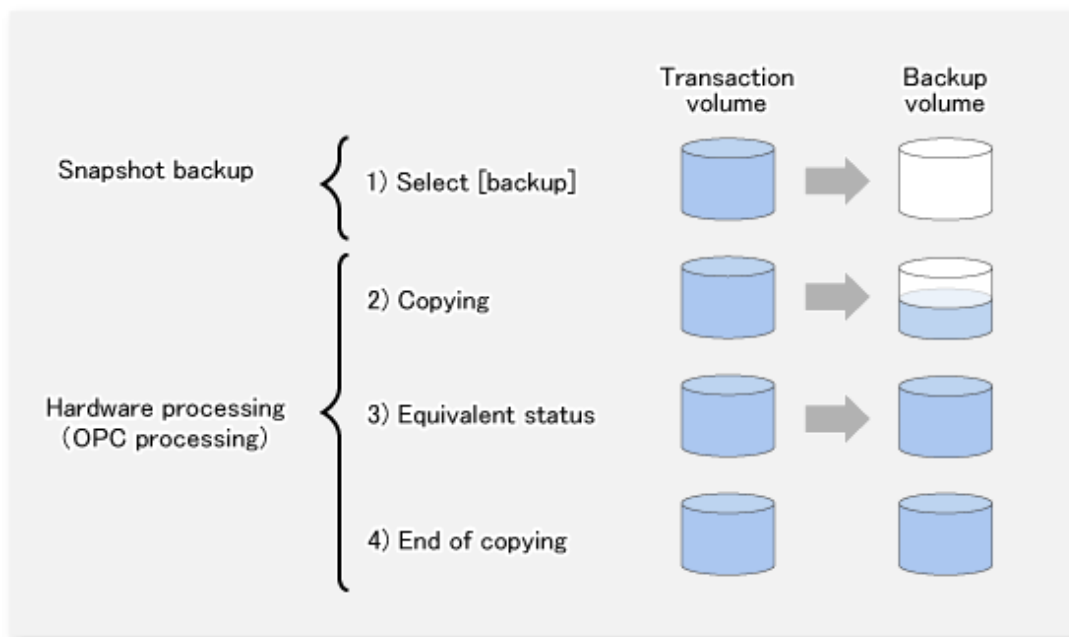 Transaction
volume
Backup
volume
Snapshot backup
1) Select [backup]
2) Copying
Hardware processing
(OPC processing)
3) Equivalent status
4) End of copying